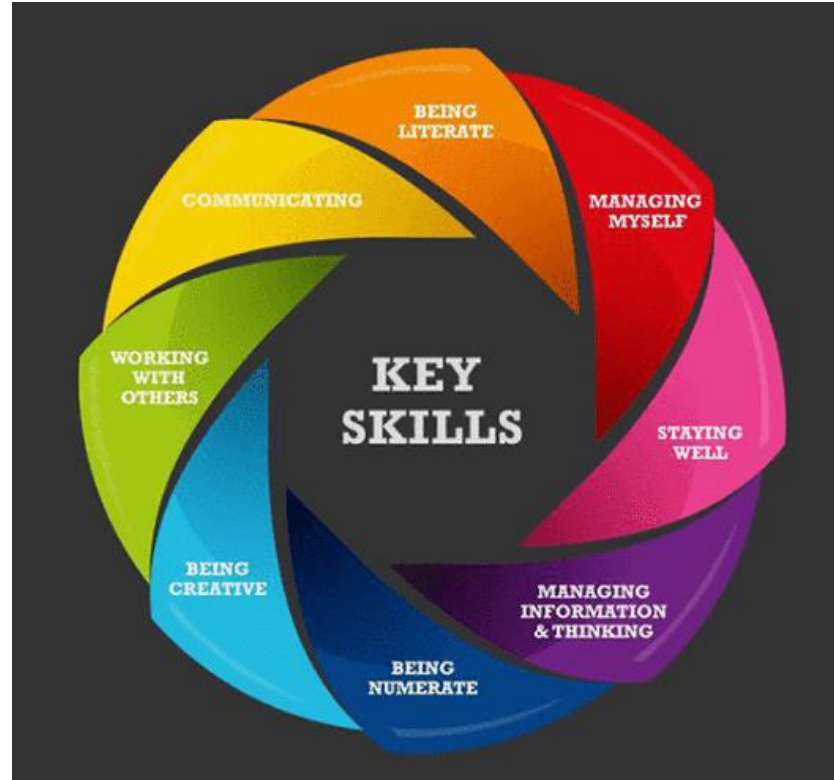 KEY
SKILLS
BEING
LITERATE
MANAGING
MYSELF
STAYING
WELL
MANAGING
INFORMATION
& THINKING
BEING
NUMERATE
BEING
CREATIVE
WORKING
WITH
OTHERS
COMMUNICATING